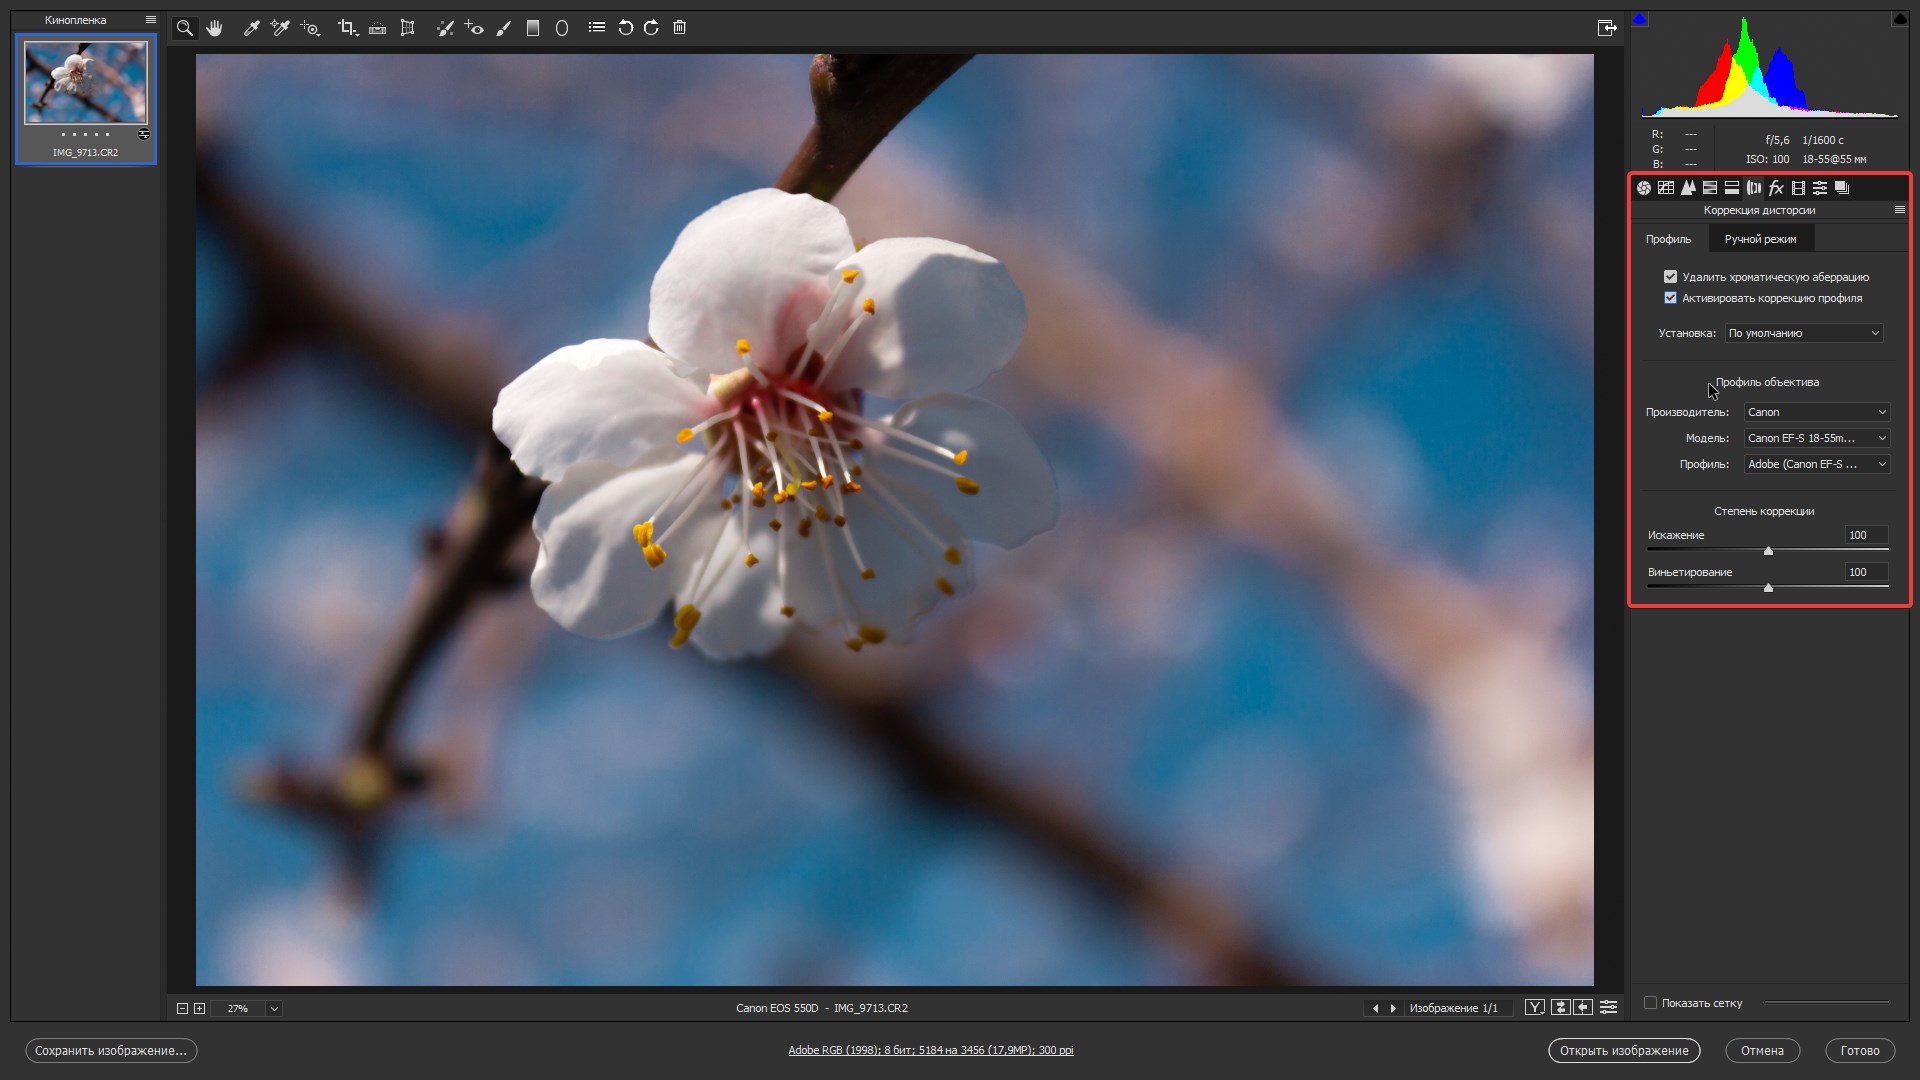 Кинопленка
IMG_9713.CR2
R: ---
G: ---
B: ---
f/5,6 1/1600 с
ISO: 100 18-55@55 мм
fx
Коррекция дисторсии
Профиль Ручной режим
Удалить хроматическую аберрацию
Активировать коррекцию профиля
Установка: По умолчанию
Профиль объектива
Производитель: Canon
Модель: Canon EF-S 18-55m...
Профиль: Adobe (Canon EF-S ...
Степень коррекции
Искажение 100
Виньетирование 100
27%
Canon EOS 550D - IMG_9713.CR2
Изображение 1/1
Y
Показать сетку
Сохранить изображение...
Adobe RGB (1998); 8 бит; 5184 на 3456 (17,9MP); 300 ppi
Открыть изображение
Отмена
Готово